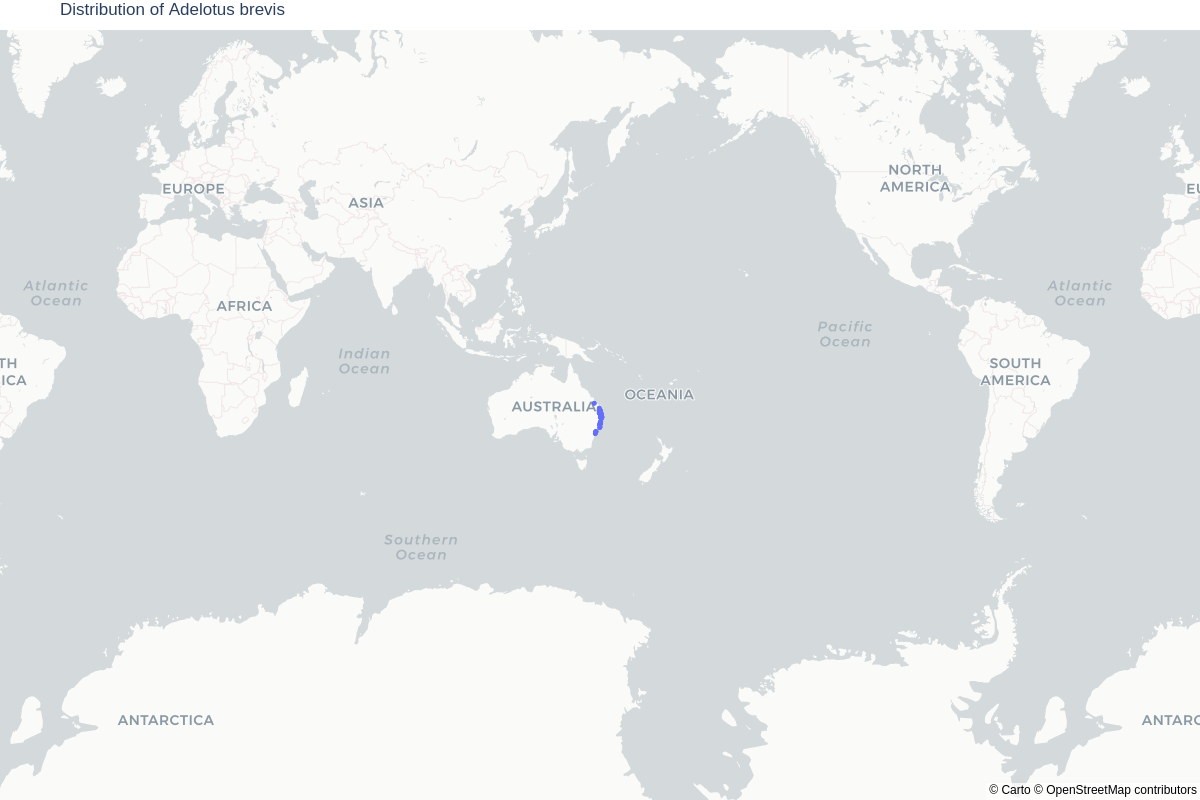 Distribution of Adelotus brevis
EUROPE
ASIA
NORTH
AMERICA
EU
Atlantic
Ocean
AFRICA
Atlantic
Ocean
Pacific
Ocean
Indian
Ocean
TH
ICA
SOUTH
AMERICA
OCEANIA
AUSTRALIA
Southern
Ocean
ANTARCTICA
ANTARC
© Carto © OpenStreetMap contributors